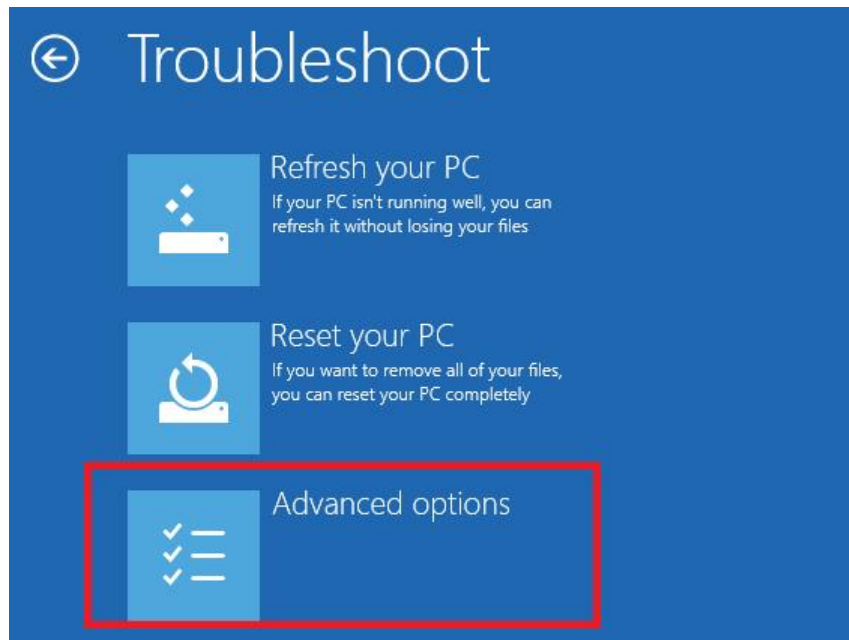 Troubleshoot
Refresh your PC
If your PC isn't running well, you can
refresh it without losing your files
Reset your PC
If you want to remove all of your files,
you can reset your PC completely
Advanced options